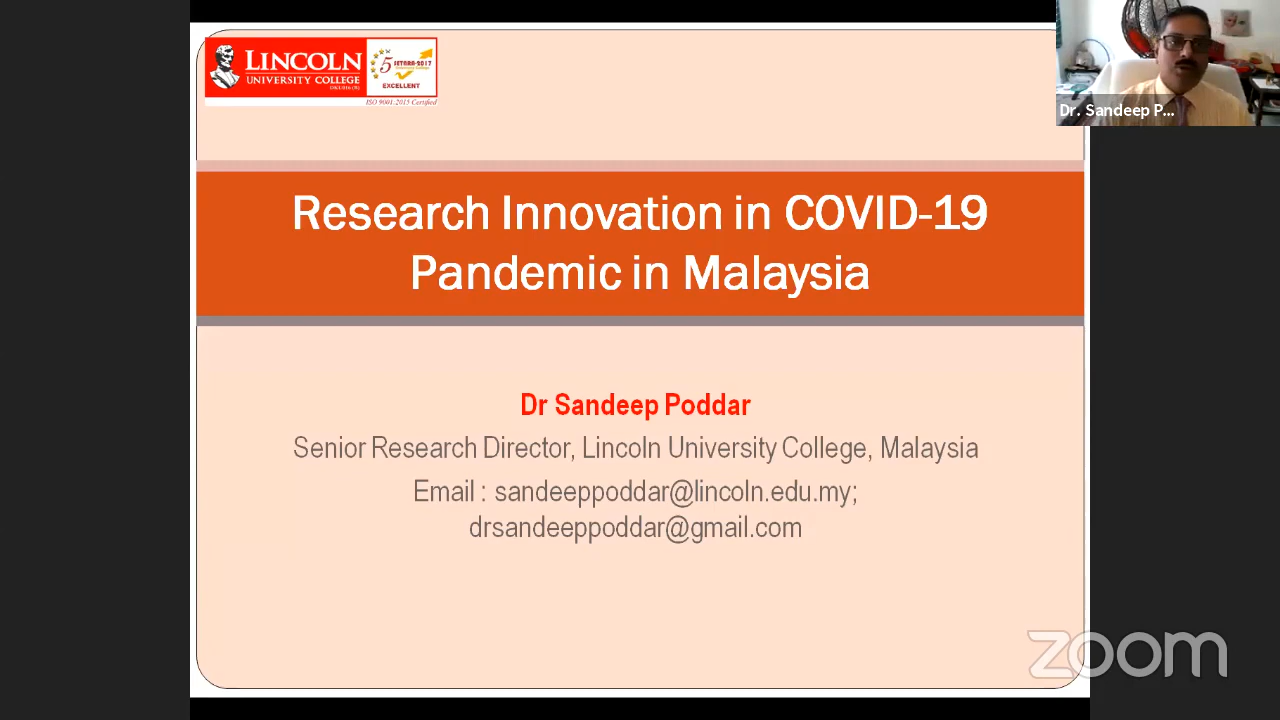 LINCOLN
UNIVERSITY COLLEGE
5
SETARA-2017
EXCELLENT
ISO 9001:2015 Certified
Dr. Sandeep P...
Research Innovation in COVID-19
Pandemic in Malaysia
Dr Sandeep Poddar
Senior Research Director, Lincoln University College, Malaysia
Email : sandeeppoddar@lincoln.edu.my;
drsandeeppoddar@gmail.com
zoom